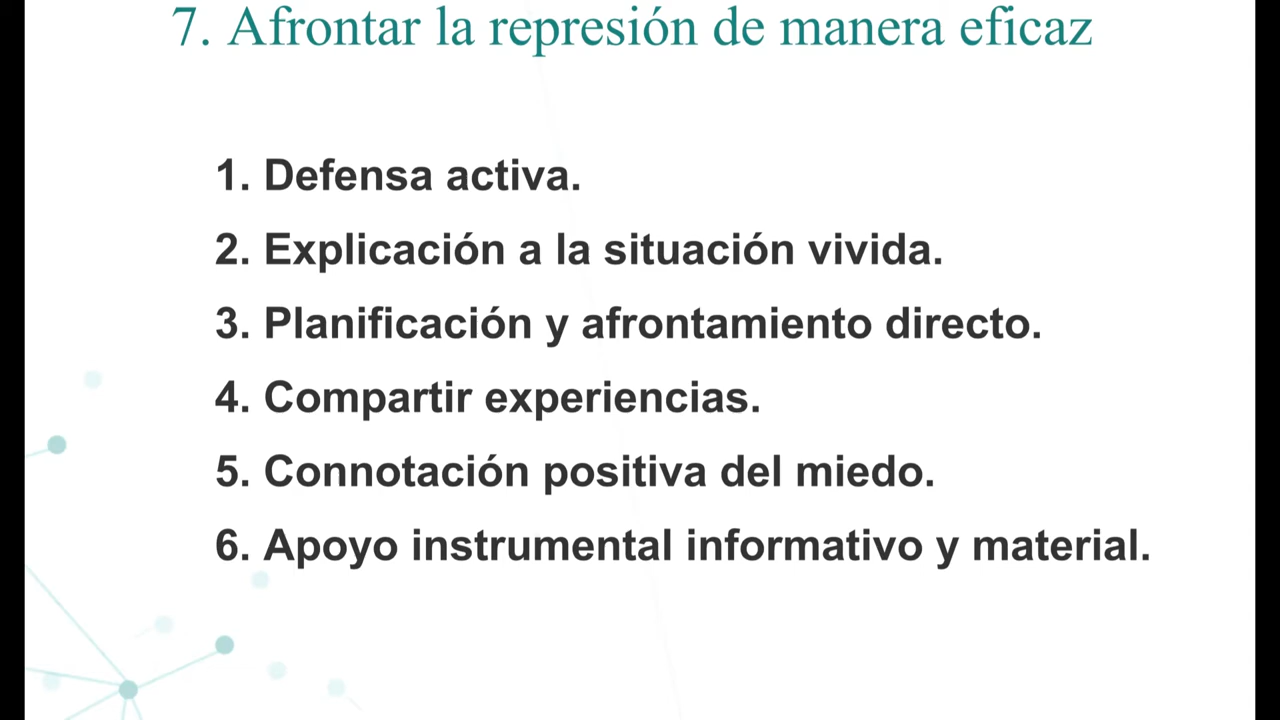 7. Afrontar la represión de manera eficaz
1. Defensa activa.
2. Explicación a la situación vivida.
3. Planificación y afrontamiento directo.
4. Compartir experiencias.
5. Connotación positiva del miedo.
6. Apoyo instrumental informativo y material.